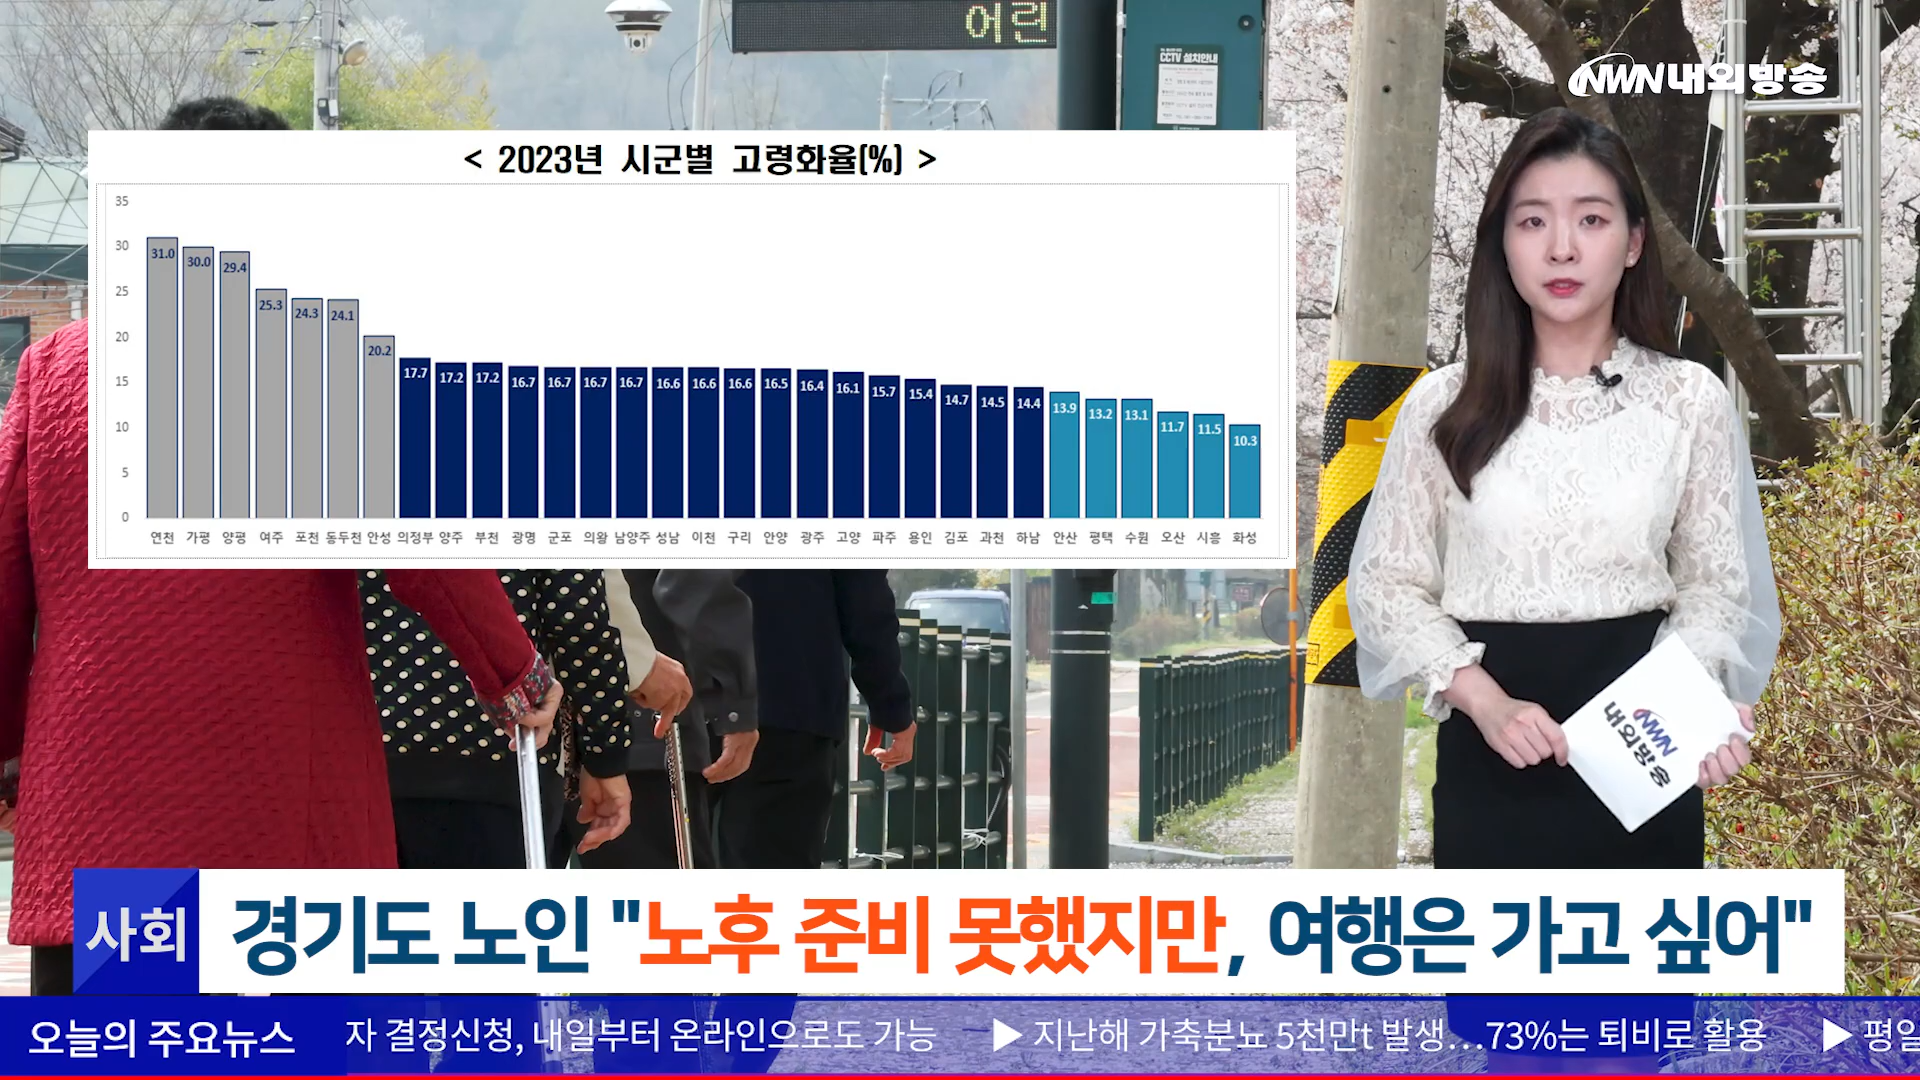 어린
CCTV 설치안내
NWN내외방송
< 2023년 시군별 고령화율(%) >
35
30
25
20
15
10
5
0
31.0 30.0 29.4 25.3 24.3 24.1 20.2 17.7 17.2 17.2 16.7 16.7 16.7 16.7 16.6 16.6 16.6 16.5 16.4 16.1 15.7 15.4 14.7 14.5 14.4 13.9 13.2 13.1 11.7 11.5 10.3
연천 가평 양평 여주 포천 동두천 안성 의정부 양주 부천 광명 군포 의왕 남양주 성남 이천 구리 안양 광주 고양 파주 용인 김포 과천 하남 안산 평택 수원 오산 시흥 화성
NWN
내외방송
사회
경기도 노인 "노후 준비 못했지만, 여행은 가고 싶어"
오늘의 주요뉴스
자 결정신청, 내일부터 온라인으로도 가능 ▶ 지난해 가축분뇨 5천만t 발생…73%는 퇴비로 활용 ▶ 평일